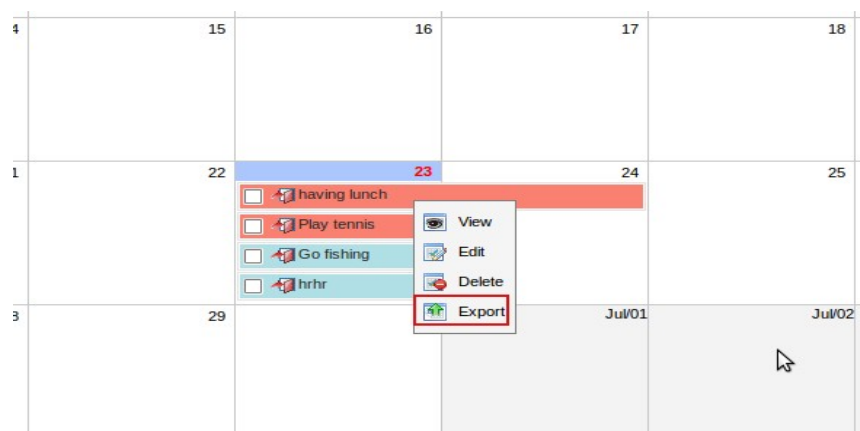 4 15 16 17 18
1 22 23 24 25
having lunch
Play tennis
View
Go fishing
Edit
hrhr
Delete
Export
8 29 Jul/01 Jul/02